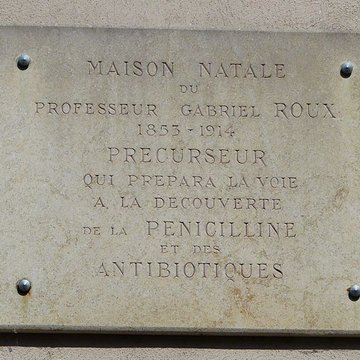 MAISON NATALE
DU
PROFESSEUR GABRIEL ROUX
1853-1914
PRECURSEUR
QUI PREPARA LA VOIE
A LA DECOUVERTE
DE LA PENICILLINE
ET DES
ANTIBIOTIQUES